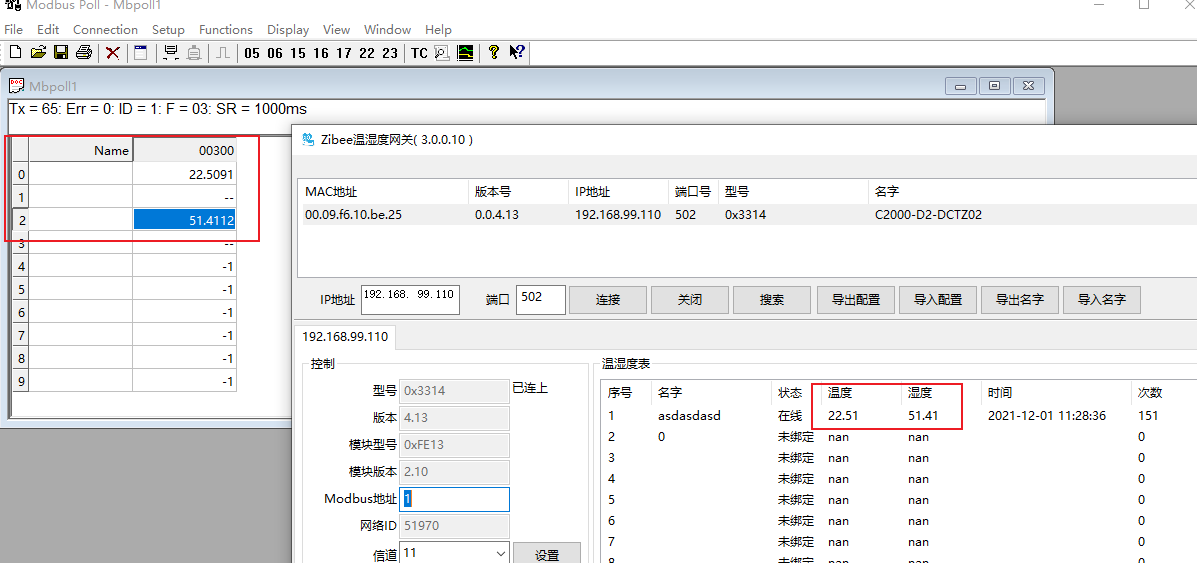 Modbus Poll - Mbpoll1
File Edit Connection Setup Functions Display View Window Help
05 06 15 16 17 22 23 TC
Mbpoll1
Tx = 65: Err = 0: ID = 1: F = 03: SR = 1000ms
Name 00300
0 22.5091
1 --
2 51.4112
3 --
4 -1
5 -1
6 -1
7 -1
8 -1
9 -1
Zibee温湿度网关( 3.0.0.10 )
MAC地址 版本号 IP地址 端口号 型号 名字
00.09.f6.10.be.25 0.0.4.13 192.168.99.110 502 0x3314 C2000-D2-DCTZ02
IP地址 192.168. 99.110 端口 502 连接 关闭 搜索 导出配置 导入配置 导出名字 导入名字
192.168.99.110
控制
型号 0x3314 已连上
版本 4.13
模块型号 0xFE13
模块版本 2.10
Modbus地址 1
网络ID 51970
信道 11 设置
温湿度表
序号 名字 状态 温度 湿度 时间 次数
1 asdasdasd 在线 22.51 51.41 2021-12-01 11:28:36 151
2 0 未绑定 nan nan 0
3 未绑定 nan nan 0
4 未绑定 nan nan 0
5 未绑定 nan nan 0
6 未绑定 nan nan 0
7 未绑定 nan nan 0